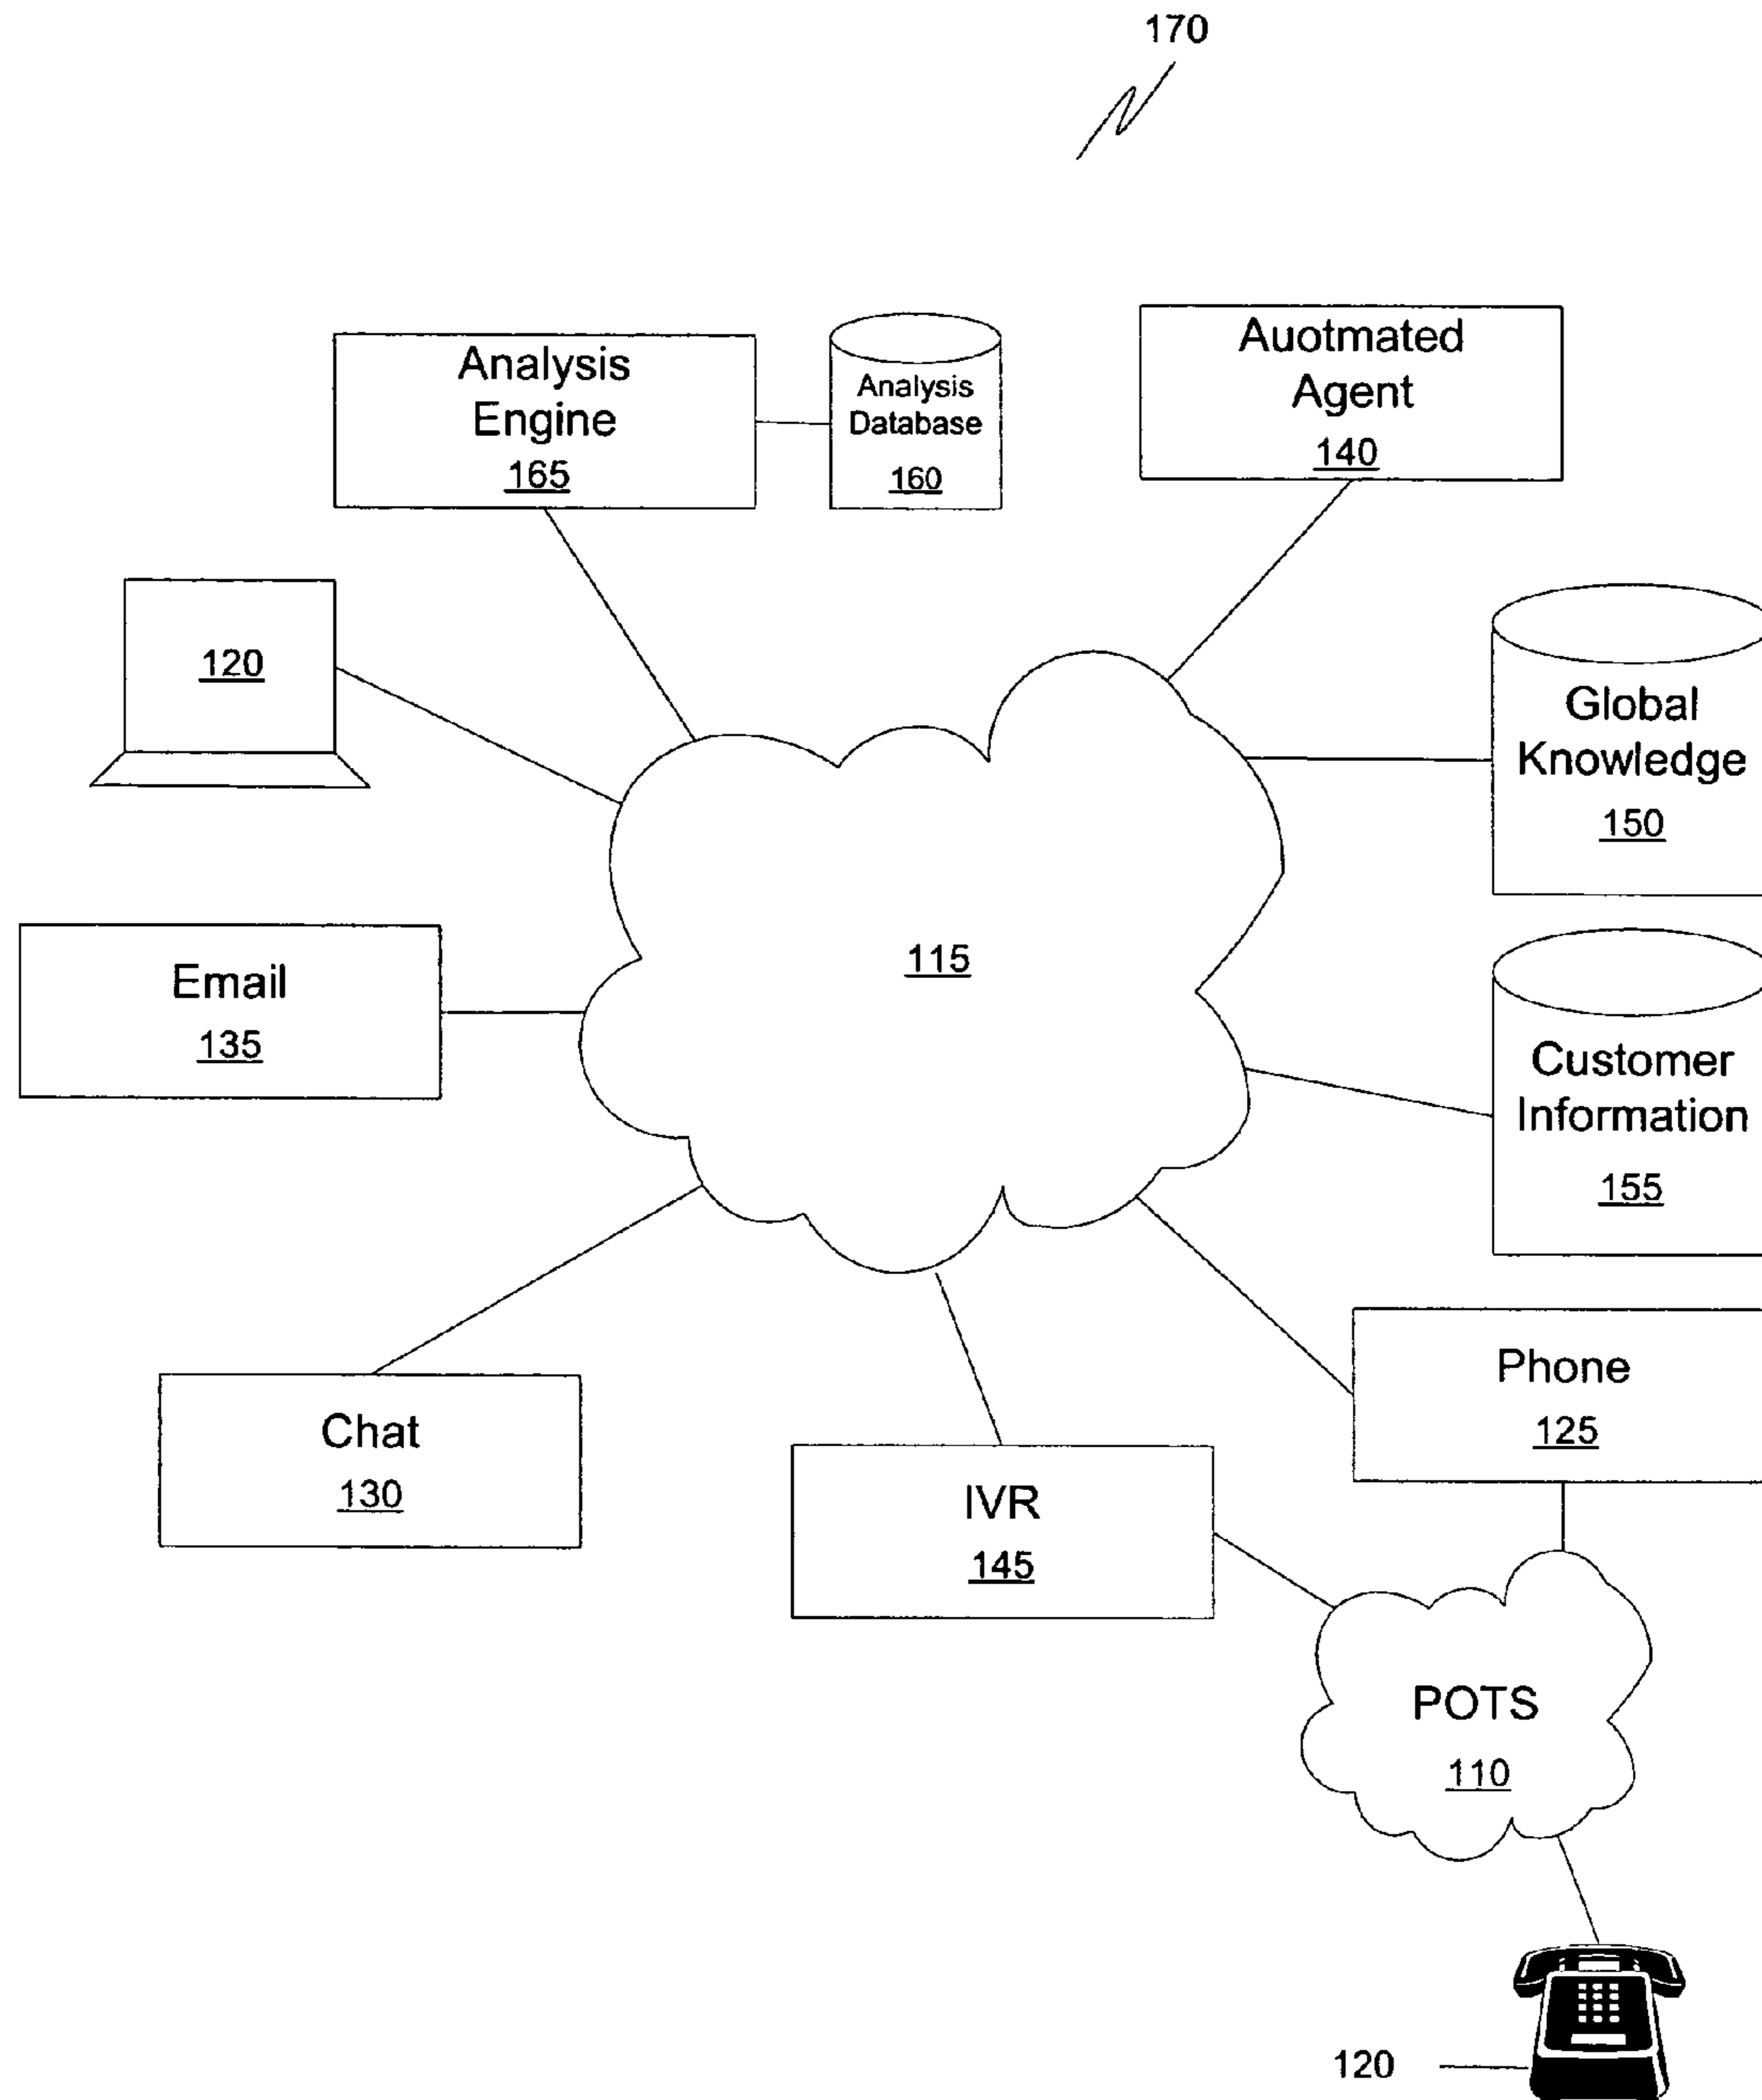 170
Analysis
Engine
165
Analysis
Database
160
Auotmated
Agent
140
120
Global
Knowledge
150
Email
135
115
Customer
Information
155
Chat
130
IVR
145
Phone
125
POTS
110
120